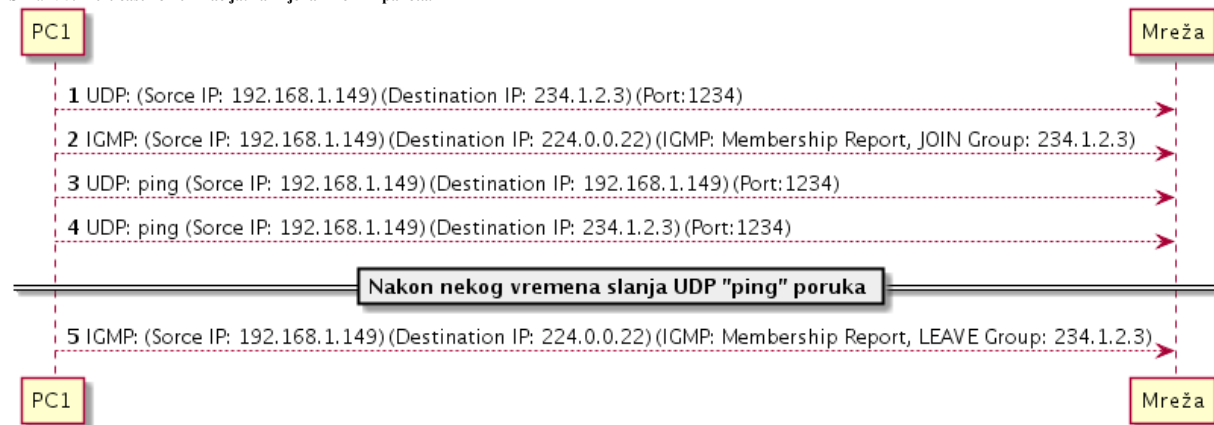 PC1
Mreža
1 UDP: (Sorce IP: 192.168.1.149)(Destination IP: 234.1.2.3)(Port:1234)
2 IGMP: (Sorce IP: 192.168.1.149)(Destination IP: 224.0.0.22)(IGMP: Membership Report, JOIN Group: 234.1.2.3)
3 UDP: ping (Sorce IP: 192.168.1.149)(Destination IP: 192.168.1.149)(Port:1234)
4 UDP: ping (Sorce IP: 192.168.1.149)(Destination IP: 234.1.2.3)(Port:1234)
Nakon nekog vremena slanja UDP "ping" poruka
5 IGMP: (Sorce IP: 192.168.1.149)(Destination IP: 224.0.0.22)(IGMP: Membership Report, LEAVE Group: 234.1.2.3)
PC1
Mreža